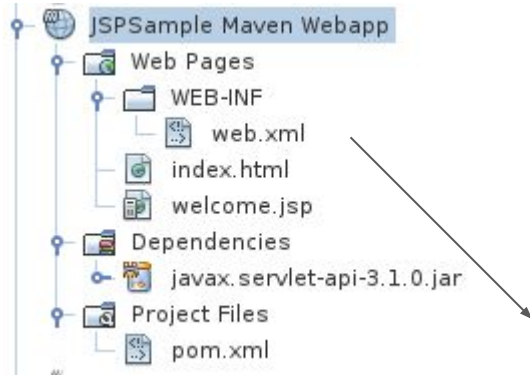 JSPSample Maven Webapp
Web Pages
WEB-INF
web.xml
index.html
welcome.jsp
Dependencies
javax.servlet-api-3.1.0.jar
Project Files
pom.xml